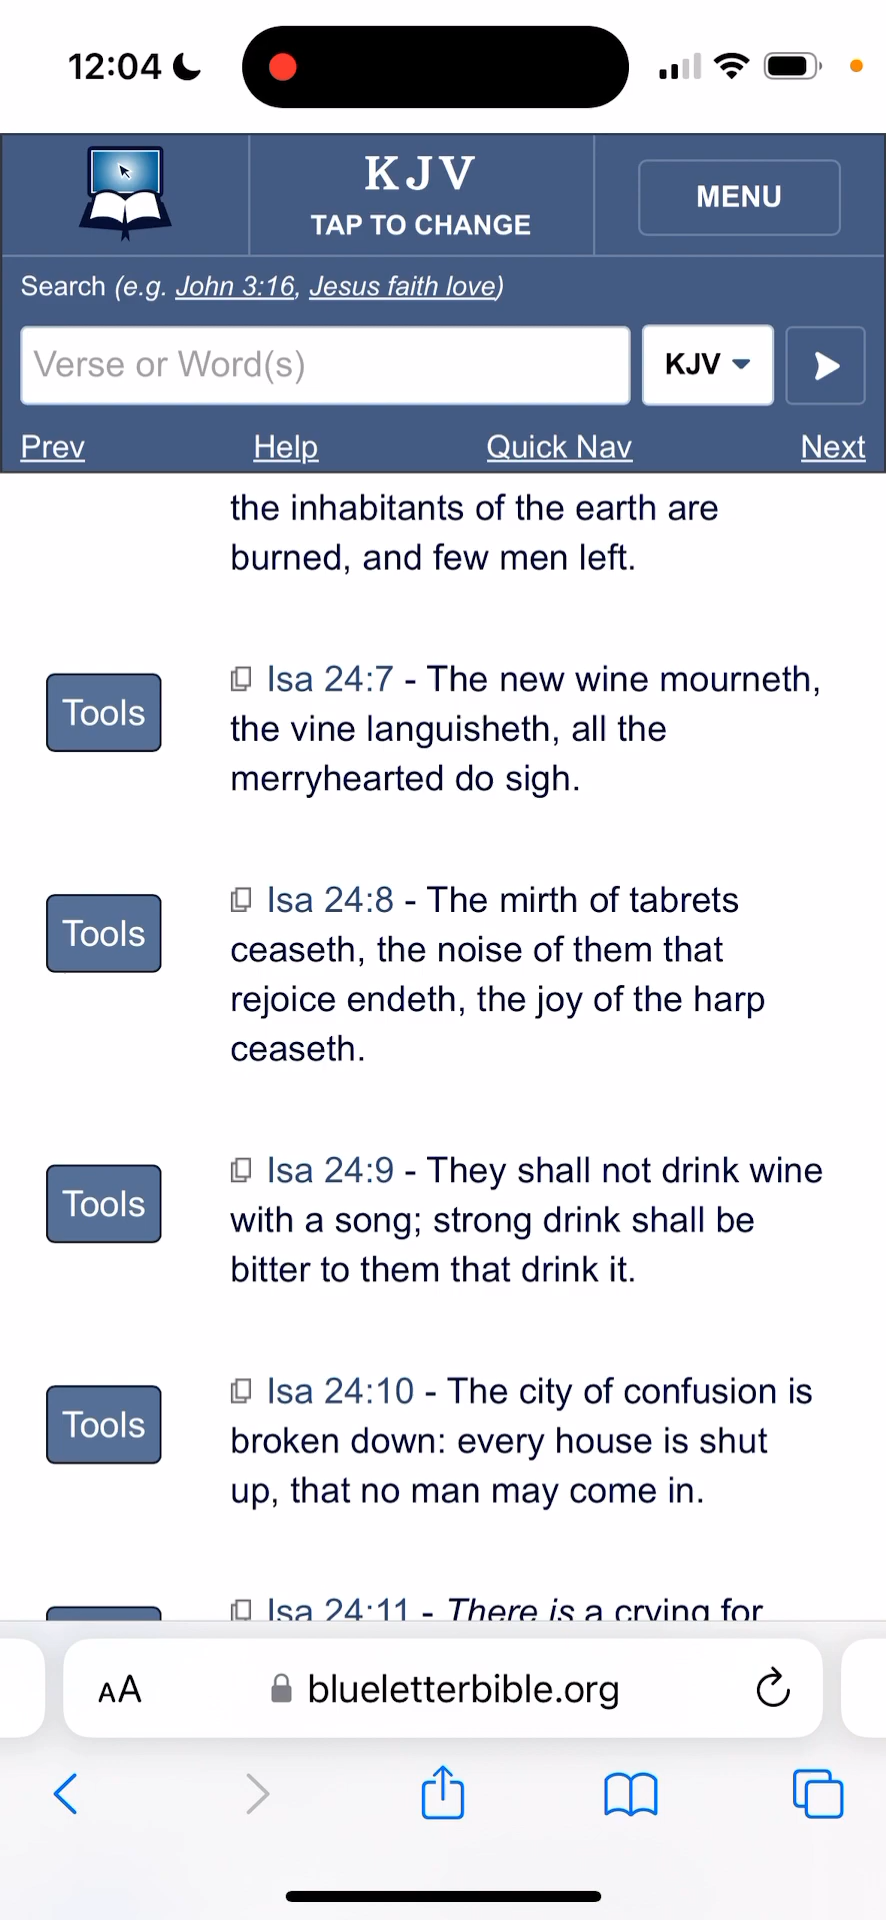 12:04
KJV
TAP TO CHANGE
MENU
Search (e.g. John 3:16, Jesus faith love)
Verse or Word(s)
KJV
Prev
Help
Quick Nav
Next
the inhabitants of the earth are
burned, and few men left.
Tools
Isa 24:7 - The new wine mourneth,
the vine languisheth, all the
merryhearted do sigh.
Tools
Isa 24:8 - The mirth of tabrets
ceaseth, the noise of them that
rejoice endeth, the joy of the harp
ceaseth.
Tools
Isa 24:9 - They shall not drink wine
with a song; strong drink shall be
bitter to them that drink it.
Tools
Isa 24:10 - The city of confusion is
broken down: every house is shut
up, that no man may come in.
Isa 24:11 - There is a crying for
AA
blueletterbible.org